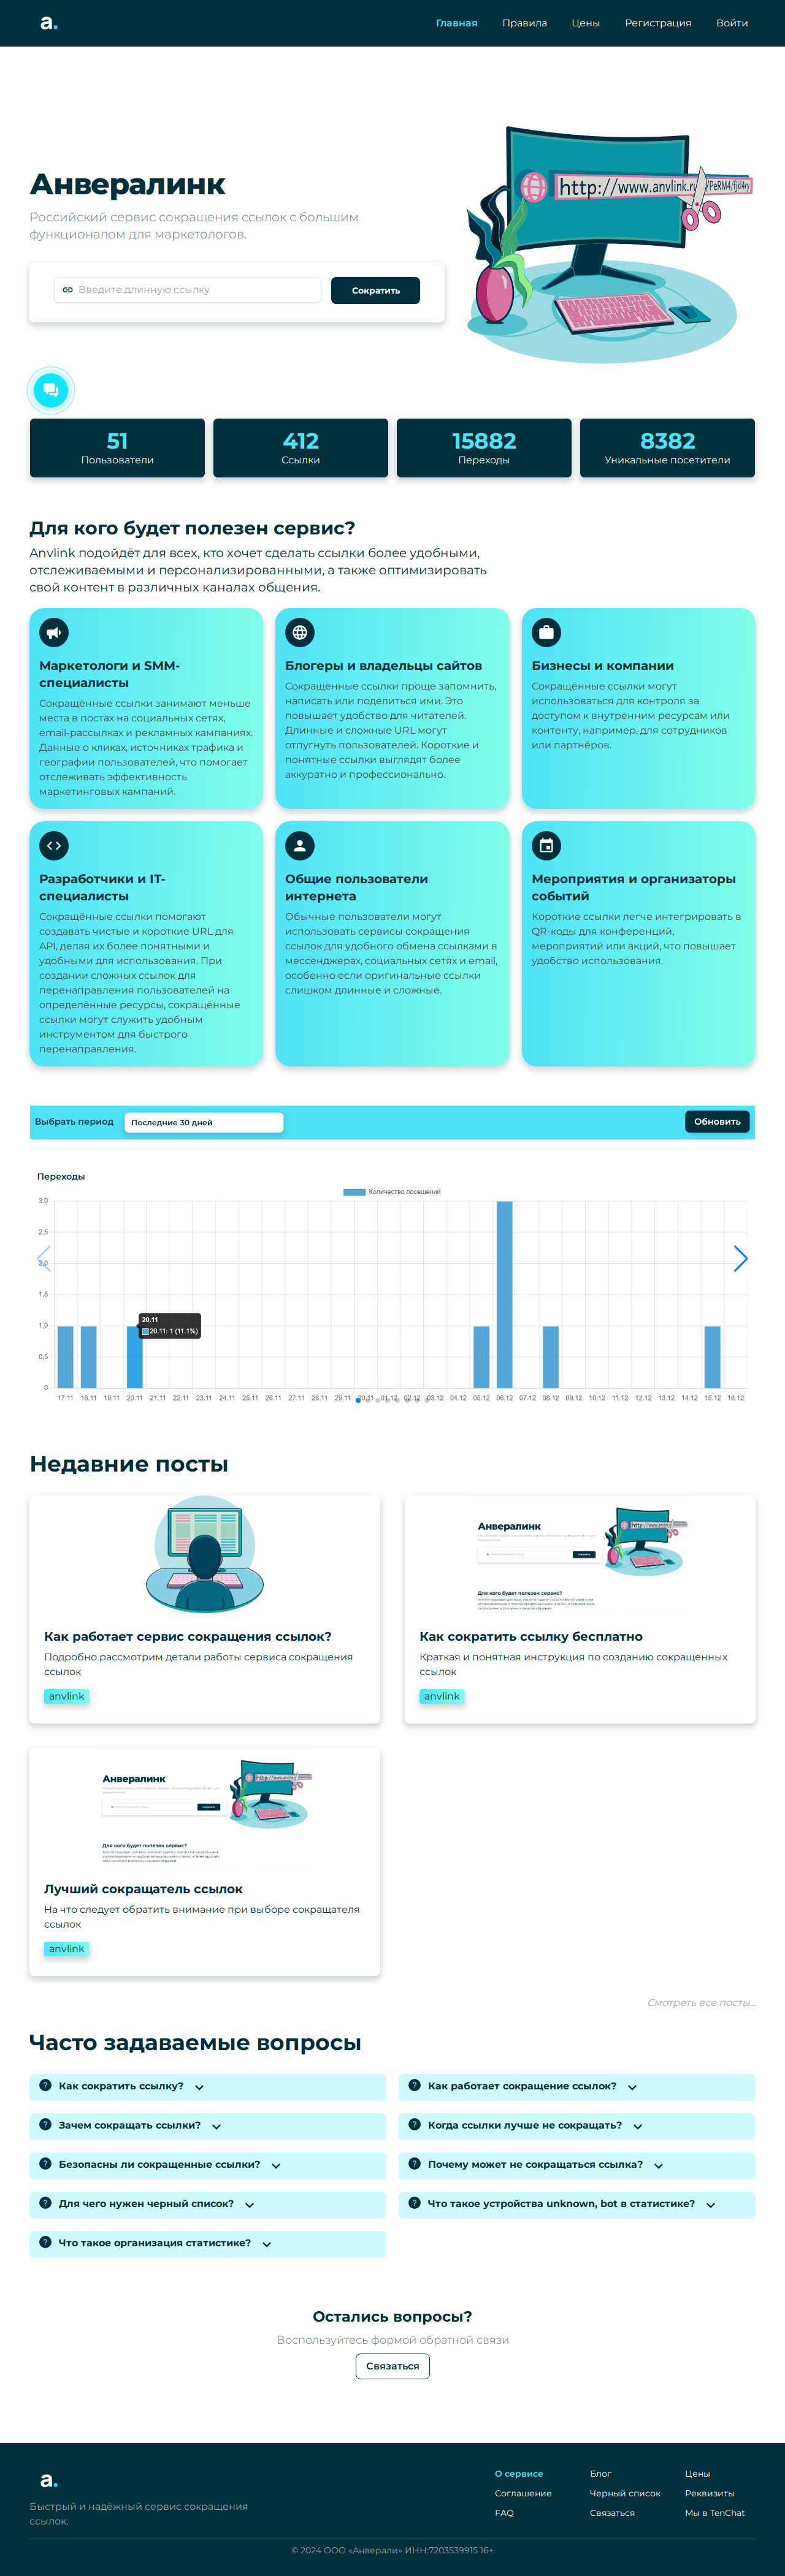 a.
Главная
Правила
Цены
Регистрация
Войти
http://www.anvlink.ru/PeRM4/fjkl4ry
Анвералинк
Российский сервис сокращения ссылок с большим
функционалом для маркетологов.
Введите длинную ссылку
Сократить
51
Пользователи
412
Ссылки
15882
Переходы
8382
Уникальные посетители
Для кого будет полезен сервис?
Anvlink подойдёт для всех, кто хочет сделать ссылки более удобными,
отслеживаемыми и персонализированными, а также оптимизировать
свой контент в различных каналах общения.
Маркетологи и SMM-
специалисты
Сокращённые ссылки занимают меньше
места в постах на социальных сетях,
email-рассылках и рекламных кампаниях.
Данные о кликах, источниках трафика и
географии пользователей, что помогает
отслеживать эффективность
маркетинговых кампаний.
Блогеры и владельцы сайтов
Сокращённые ссылки проще запомнить,
написать или поделиться ими. Это
повышает удобство для читателей.
Длинные и сложные URL могут
отпугнуть пользователей. Короткие и
понятные ссылки выглядят более
аккуратно и профессионально.
Бизнесы и компании
Сокращённые ссылки могут
использоваться для контроля за
доступом к внутренним ресурсам или
контенту, например, для сотрудников
или партнёров.
Разработчики и IT-
специалисты
Сокращённые ссылки помогают
создавать чистые и короткие URL для
API, делая их более понятными и
удобными для использования. При
создании сложных ссылок для
перенаправления пользователей на
определённые ресурсы, сокращённые
ссылки могут служить удобным
инструментом для быстрого
перенаправления.
Общие пользователи
интернета
Обычные пользователи могут
использовать сервисы сокращения
ссылок для удобного обмена ссылками в
мессенджерах, социальных сетях и email,
особенно если оригинальные ссылки
слишком длинные и сложные.
Мероприятия и организаторы
событий
Короткие ссылки легче интегрировать в
QR-коды для конференций,
мероприятий или акций, что повышает
удобство использования.
Выбрать период
Последние 30 дней
Обновить
Переходы
Количество посещений
3,0
2,5
2,0
1,5
1,0
0,5
0
20.11
20.11: 1 (11.1%)
17.11 18.11 19.11 20.11 21.11 22.11 23.11 24.11 25.11 26.11 27.11 28.11 29.11 30.11 01.12 02.12 03.12 04.12 05.12 06.12 07.12 08.12 09.12 10.12 11.12 12.12 13.12 14.12 15.12 16.12
Недавние посты
Как работает сервис сокращения ссылок?
Подробно рассмотрим детали работы сервиса сокращения
ссылок
anvlink
Анвералинк
Для кого будет полезен сервис?
Как сократить ссылку бесплатно
Краткая и понятная инструкция по созданию сокращенных
ссылок
anvlink
Анвералинк
Для кого будет полезен сервис?
Лучший сокращатель ссылок
На что следует обратить внимание при выборе сокращателя
ссылок
anvlink
Смотреть все посты...
Часто задаваемые вопросы
Как сократить ссылку?
Как работает сокращение ссылок?
Зачем сокращать ссылки?
Когда ссылки лучше не сокращать?
Безопасны ли сокращенные ссылки?
Почему может не сокращаться ссылка?
Для чего нужен черный список?
Что такое устройства unknown, bot в статистике?
Что такое организация статистике?
Остались вопросы?
Воспользуйтесь формой обратной связи
Связаться
a.
Быстрый и надёжный сервис сокращения
ссылок.
О сервисе
Блог
Цены
Соглашение
Черный список
Реквизиты
FAQ
Связаться
Мы в TenChat
© 2024 ООО «Анверали» ИНН:7203539915 16+